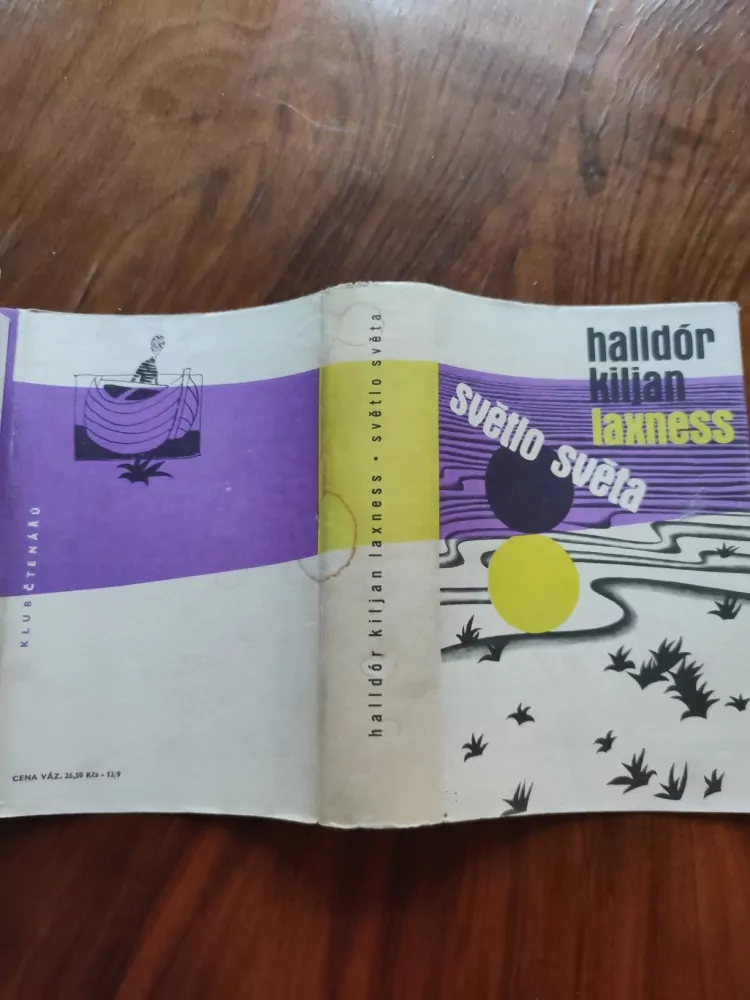 halldór
kiljan
laxness
světlo světa
halldór kiljan laxness • světlo světa
KLUB ČTENÁŘŮ
CENA VÁZ. 26,50 Kčs - 13/9